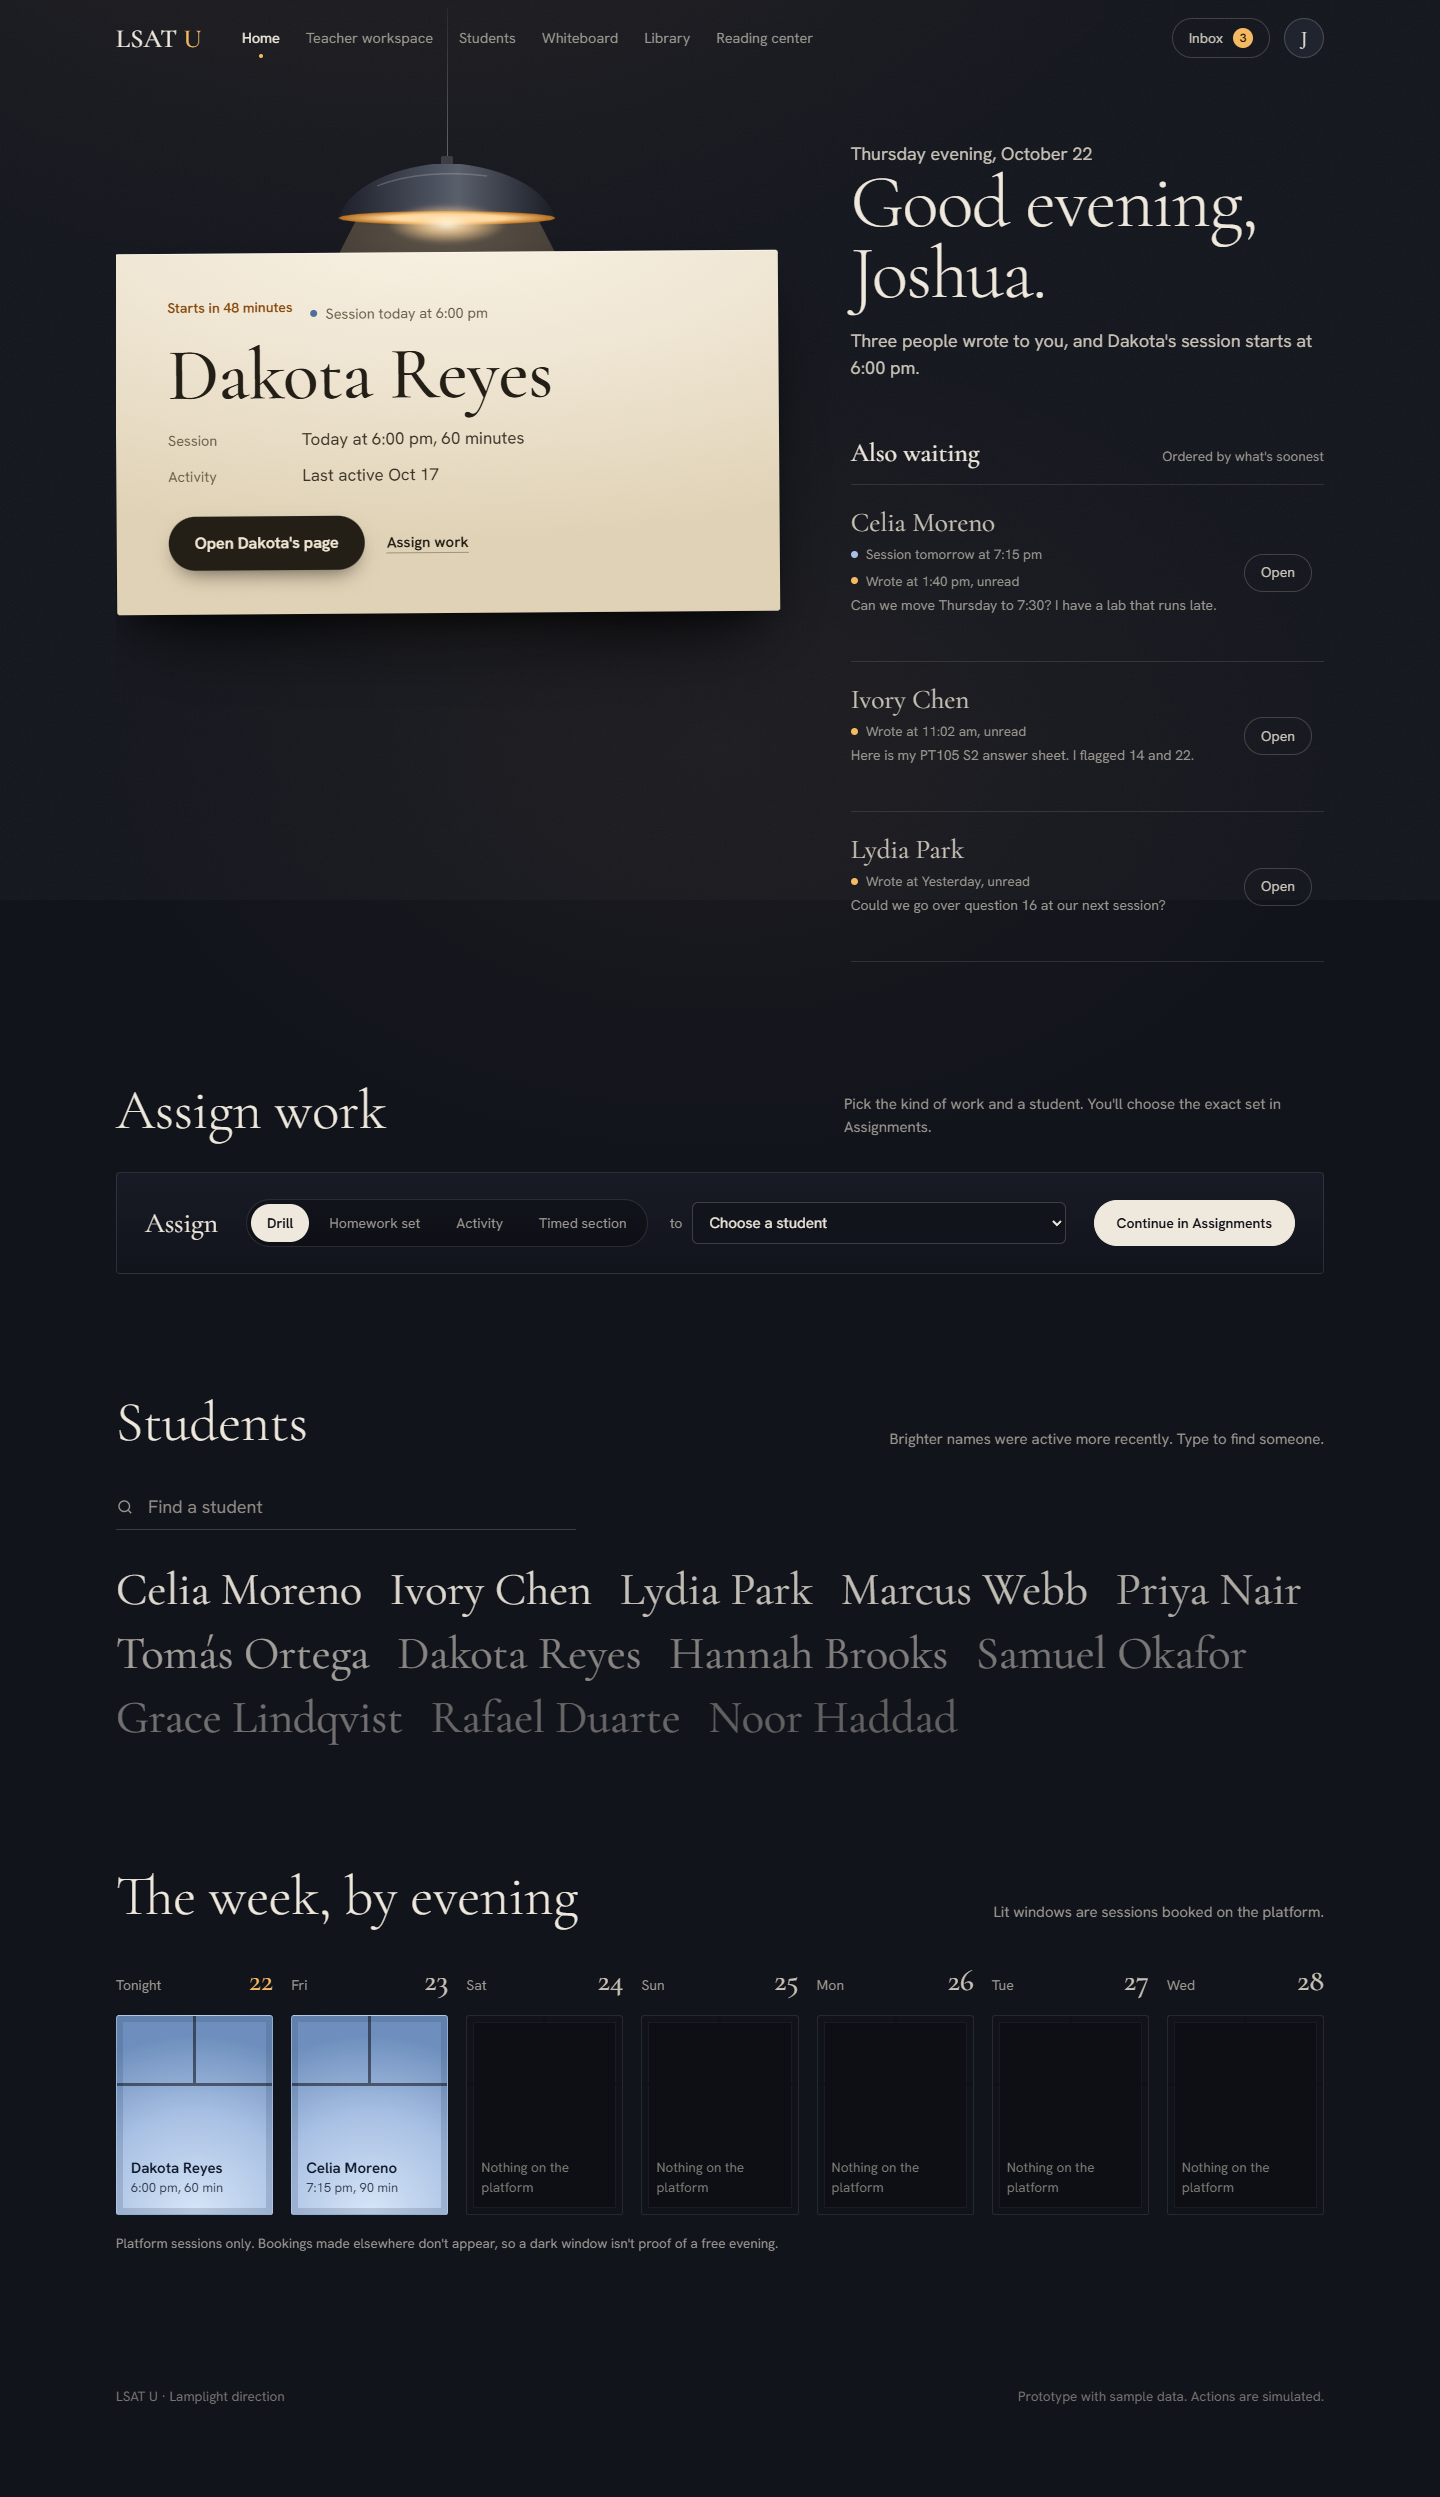 LSAT U
Home
Teacher workspace
Students
Whiteboard
Library
Reading center
Inbox 3
J
Starts in 48 minutes
Session today at 6:00 pm
Dakota Reyes
Session
Today at 6:00 pm, 60 minutes
Activity
Last active Oct 17
Open Dakota's page
Assign work
Thursday evening, October 22
Good evening,
Joshua.
Three people wrote to you, and Dakota's session starts at
6:00 pm.
Also waiting
Ordered by what's soonest
Celia Moreno
Session tomorrow at 7:15 pm
Wrote at 1:40 pm, unread
Can we move Thursday to 7:30? I have a lab that runs late.
Open
Ivory Chen
Wrote at 11:02 am, unread
Here is my PT105 S2 answer sheet. I flagged 14 and 22.
Open
Lydia Park
Wrote at Yesterday, unread
Could we go over question 16 at our next session?
Open
Assign work
Pick the kind of work and a student. You'll choose the exact set in
Assignments.
Assign
Drill
Homework set
Activity
Timed section
to
Choose a student
Continue in Assignments
Students
Brighter names were active more recently. Type to find someone.
Find a student
Celia Moreno Ivory Chen Lydia Park Marcus Webb Priya Nair
Tomás Ortega Dakota Reyes Hannah Brooks Samuel Okafor
Grace Lindqvist Rafael Duarte Noor Haddad
The week, by evening
Lit windows are sessions booked on the platform.
Tonight 22
Fri 23
Sat 24
Sun 25
Mon 26
Tue 27
Wed 28
Dakota Reyes
6:00 pm, 60 min
Celia Moreno
7:15 pm, 90 min
Nothing on the
platform
Nothing on the
platform
Nothing on the
platform
Nothing on the
platform
Nothing on the
platform
Platform sessions only. Bookings made elsewhere don't appear, so a dark window isn't proof of a free evening.
LSAT U · Lamplight direction
Prototype with sample data. Actions are simulated.